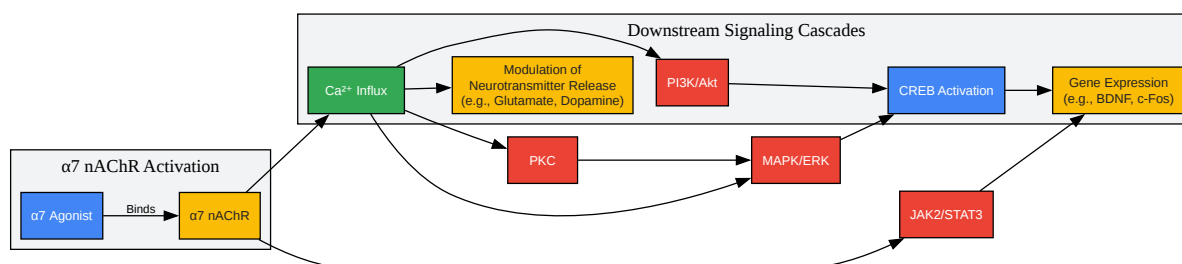 Downstream Signaling Cascades
Ca²⁺ Influx
Modulation of
Neurotransmitter Release
(e.g., Glutamate, Dopamine)
PI3K/Akt
CREB Activation
Gene Expression
(e.g., BDNF, c-Fos)
PKC
MAPK/ERK
α7 nAChR Activation
α7 Agonist
Binds
α7 nAChR
JAK2/STAT3